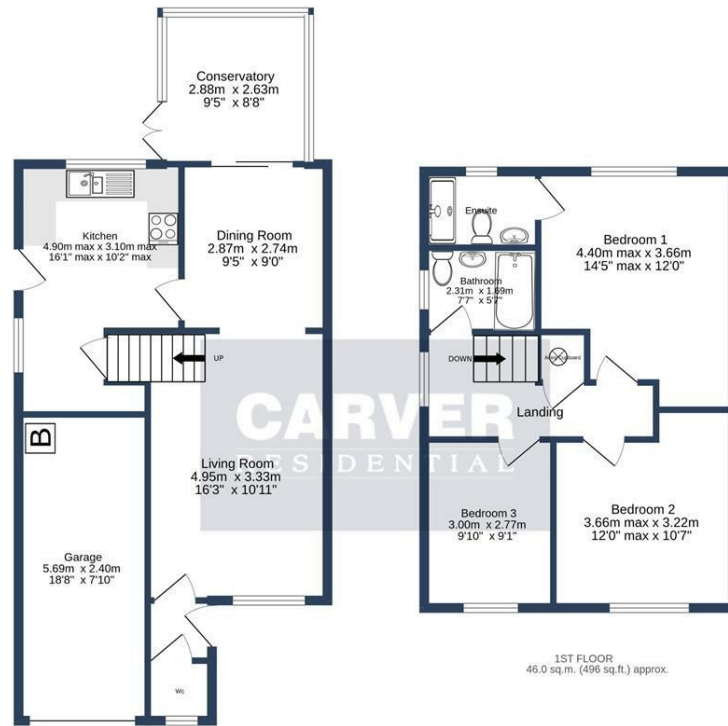 Conservatory
2.88m x 2.63m
9'5" x 8'8"
Kitchen
4.90m max x 3.10m max
16'1" max x 10'2" max
Dining Room
2.87m x 2.74m
9'5" x 9'0"
UP
B
Living Room
4.95m x 3.33m
16'3" x 10'11"
Garage
5.69m x 2.40m
18'8" x 7'10"
Wc
Ensuite
Bedroom 1
4.40m max x 3.66m
14'5" max x 12'0"
Bathroom
2.31m x 1.69m
7'7" x 5'7"
DOWN
Airing Cupboard
Landing
Bedroom 3
3.00m x 2.77m
9'10" x 9'1"
Bedroom 2
3.66m max x 3.22m
12'0" max x 10'7"
CARVER
RESIDENTIAL
1ST FLOOR
46.0 sq.m. (496 sq.ft.) approx.